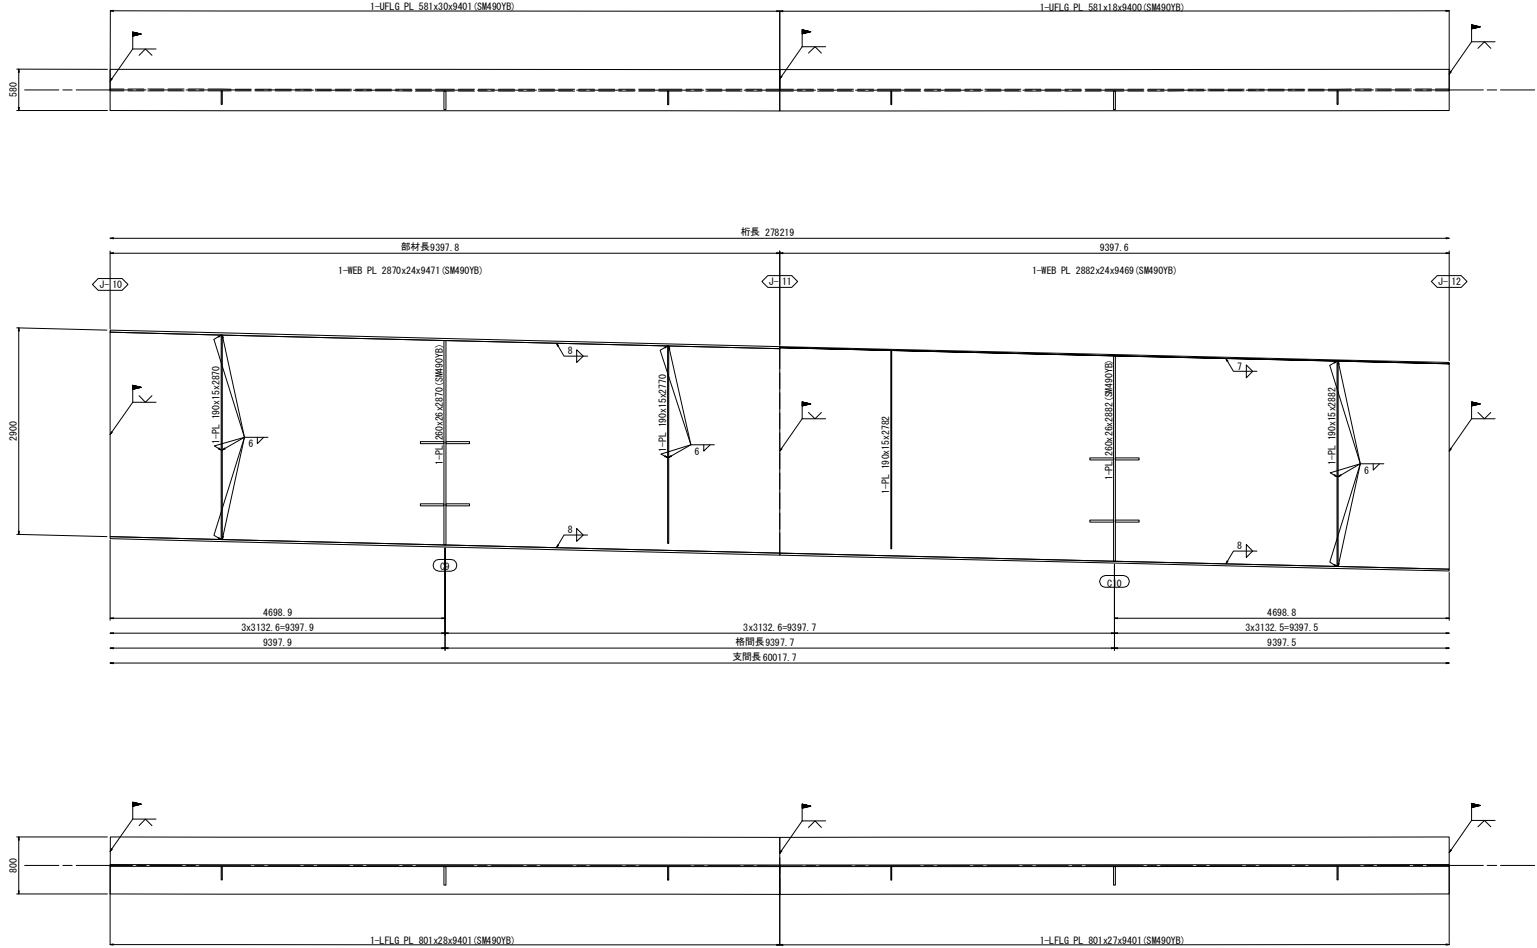 1-UFLG PL 581x30x9401(SM490YB)
1-UFLG PL 581x18x9400(SM490YB)
580
桁長 278219
部材長9397.8
9397.6
1-WEB PL 2870x24x9471(SM490YB)
1-WEB PL 2882x24x9469(SM490YB)
J-10
J-11
J-12
2900
1-PL 190x15x2870
6
1-PL 260x26x2870(SM490YB)
8
8
1-PL 190x15x2770
6
1-PL 190x15x2782
1-PL 260x26x2882(SM490YB)
7
8
1-PL 190x15x2882
6
C9
C10
4698.9
4698.8
3x3132.6=9397.9
3x3132.6=9397.7
3x3132.5=9397.5
9397.9
格間長9397.7
9397.5
支間長60017.7
800
1-LFLG PL 801x28x9401(SM490YB)
1-LFLG PL 801x27x9401(SM490YB)